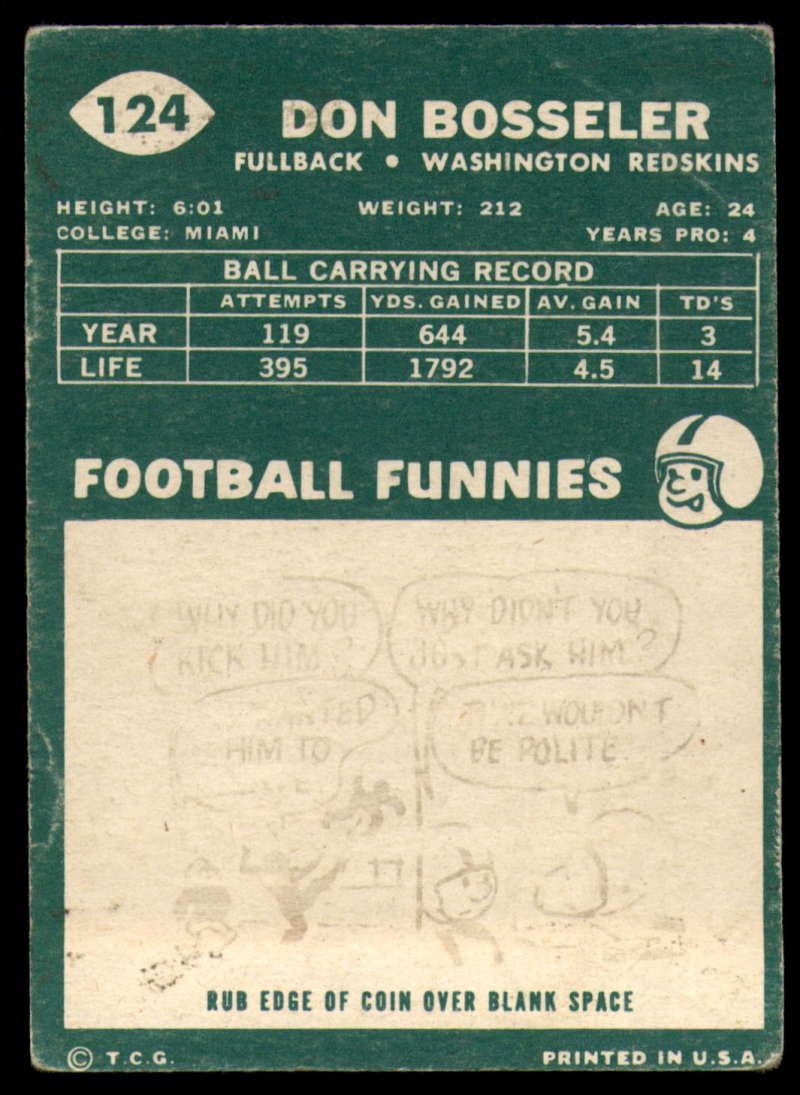 124
DON BOSSELER
FULLBACK • WASHINGTON REDSKINS
HEIGHT: 6:01 WEIGHT: 212 AGE: 24
COLLEGE: MIAMI YEARS PRO: 4
BALL CARRYING RECORD
ATTEMPTS YDS. GAINED AV. GAIN TD'S
YEAR 119 644 5.4 3
LIFE 395 1792 4.5 14
FOOTBALL FUNNIES
WHY DID YOU
KICK HIM?
WHY DIDN'T YOU
JUST ASK HIM?
WANTED
HIM TO
WOULDN'T
BE POLITE
RUB EDGE OF COIN OVER BLANK SPACE
© T.C.G. PRINTED IN U.S.A.